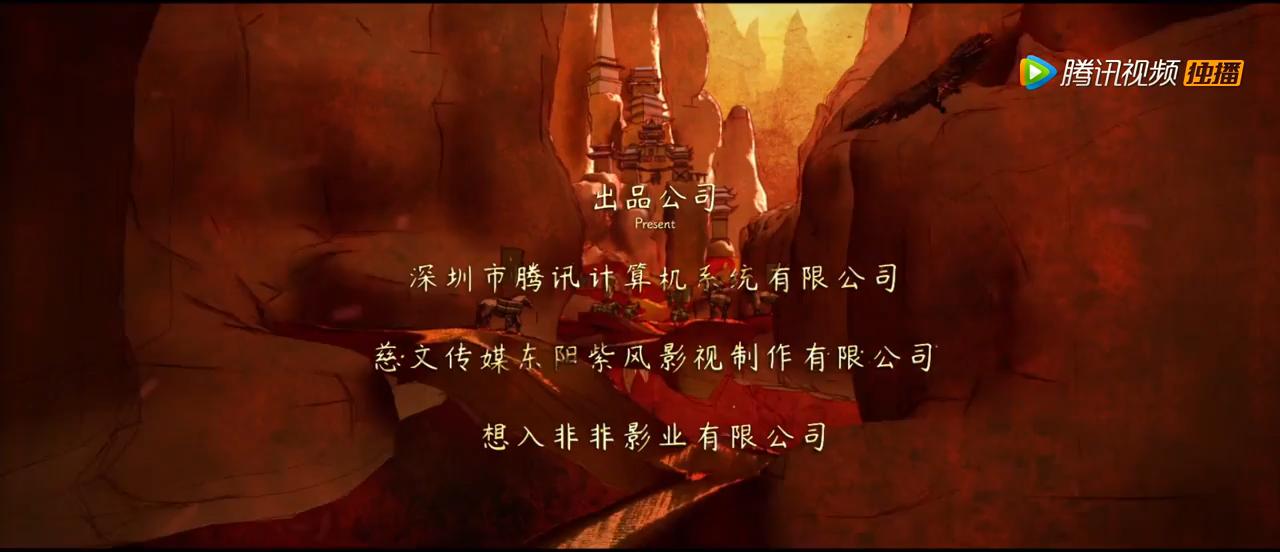 腾讯视频 独播
出品公司
Present
深圳市腾讯计算机系统有限公司
慈文传媒东阳紫风影视制作有限公司
想入非非影业有限公司